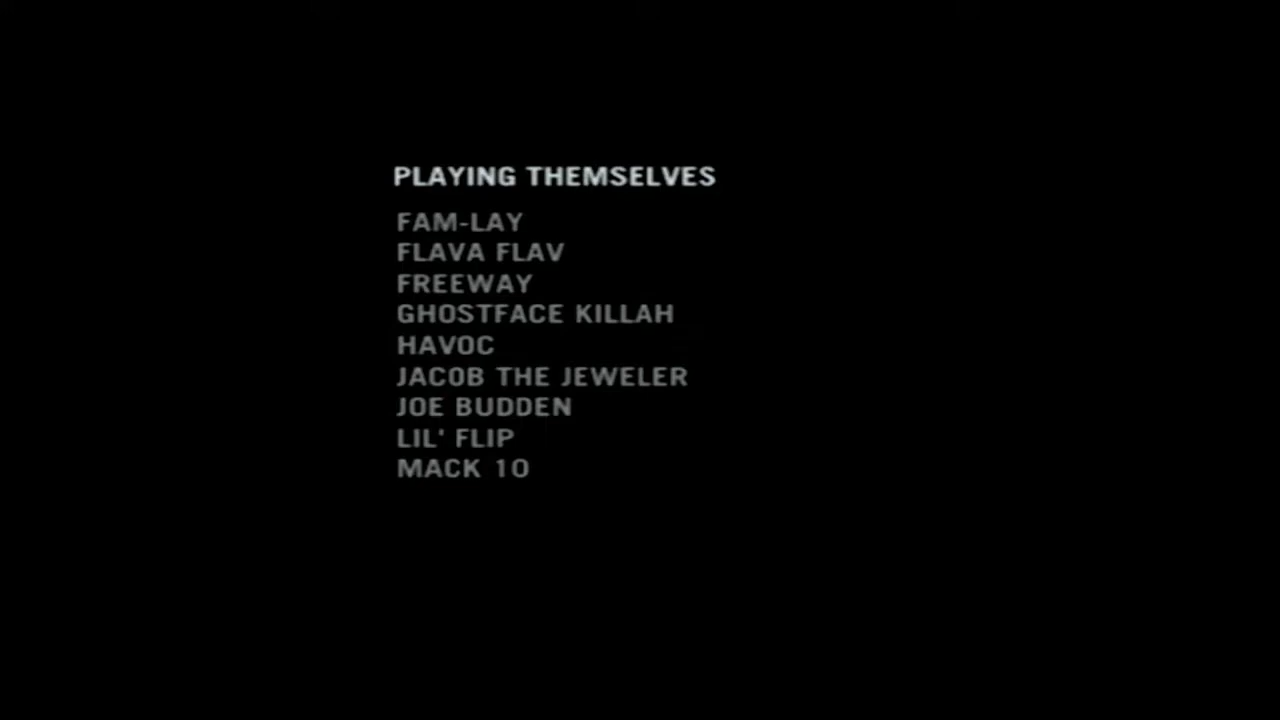 PLAYING THEMSELVES
FAM-LAY
FLAVA FLAV
FREEWAY
GHOSTFACE KILLAH
HAVOC
JACOB THE JEWELER
JOE BUDDEN
LIL' FLIP
MACK 10